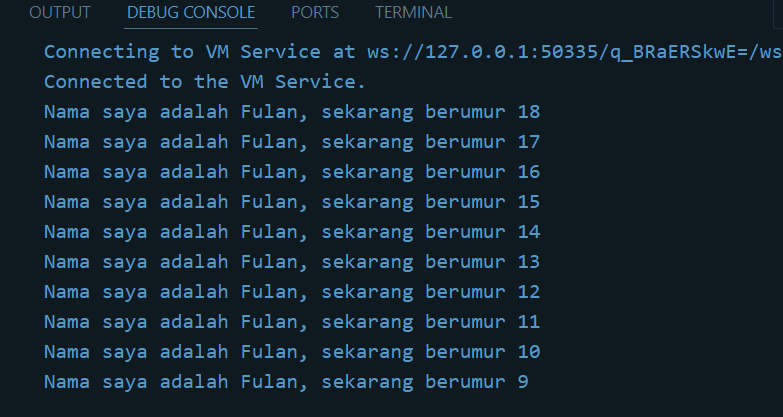 OUTPUT DEBUG CONSOLE PORTS TERMINAL
Connecting to VM Service at ws://127.0.0.1:50335/q_BRaERSkwE=/ws
Connected to the VM Service.
Nama saya adalah Fulan, sekarang berumur 18
Nama saya adalah Fulan, sekarang berumur 17
Nama saya adalah Fulan, sekarang berumur 16
Nama saya adalah Fulan, sekarang berumur 15
Nama saya adalah Fulan, sekarang berumur 14
Nama saya adalah Fulan, sekarang berumur 13
Nama saya adalah Fulan, sekarang berumur 12
Nama saya adalah Fulan, sekarang berumur 11
Nama saya adalah Fulan, sekarang berumur 10
Nama saya adalah Fulan, sekarang berumur 9